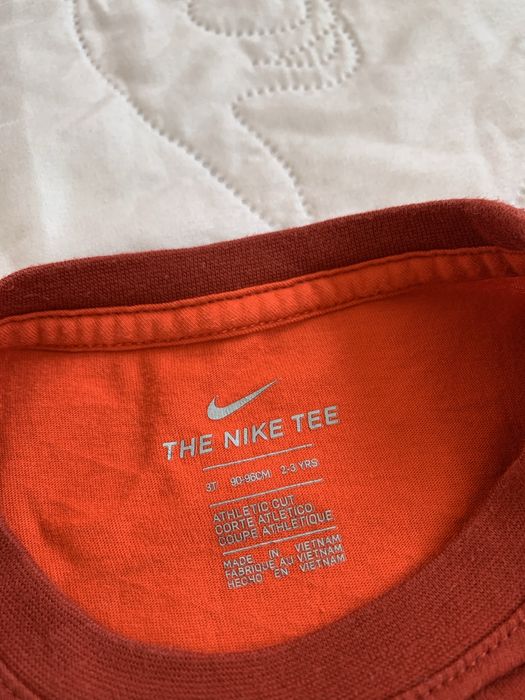 THE NIKE TEE
3T 90-96CM 2-3 YRS
ATHLETIC CUT
CORTE ATLÉTICO
COUPE ATHLÉTIQUE
MADE IN VIETNAM
FABRIQUÉ AU VIETNAM
HECHO EN VIETNAM